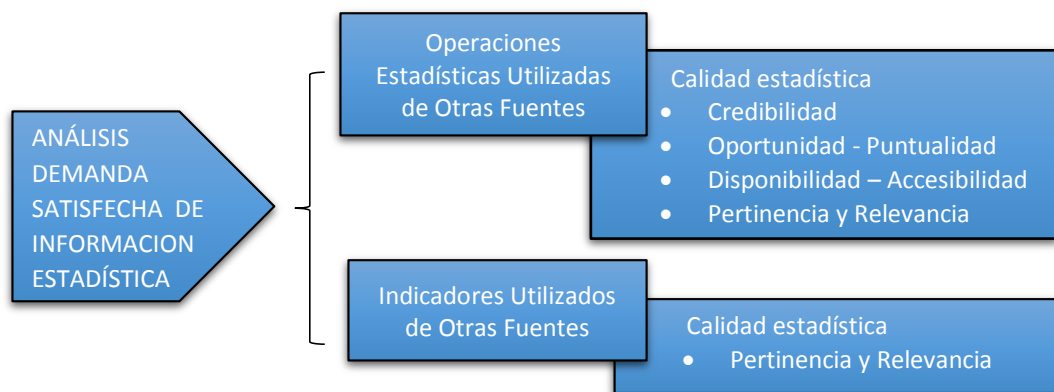 ANÁLISIS
DEMANDA
SATISFECHA DE
INFORMACION
ESTADÍSTICA
Operaciones
Estadísticas Utilizadas
de Otras Fuentes
Calidad estadística
• Credibilidad
• Oportunidad - Puntualidad
• Disponibilidad – Accesibilidad
• Pertinencia y Relevancia
Indicadores Utilizados
de Otras Fuentes
Calidad estadística
• Pertinencia y Relevancia